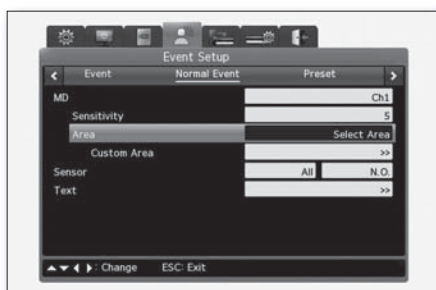 Event Setup
Event Normal Event Preset
MD Ch1
Sensitivity 5
Area Select Area
Custom Area >>
Sensor All N.O.
Text >>
: Change ESC: Exit